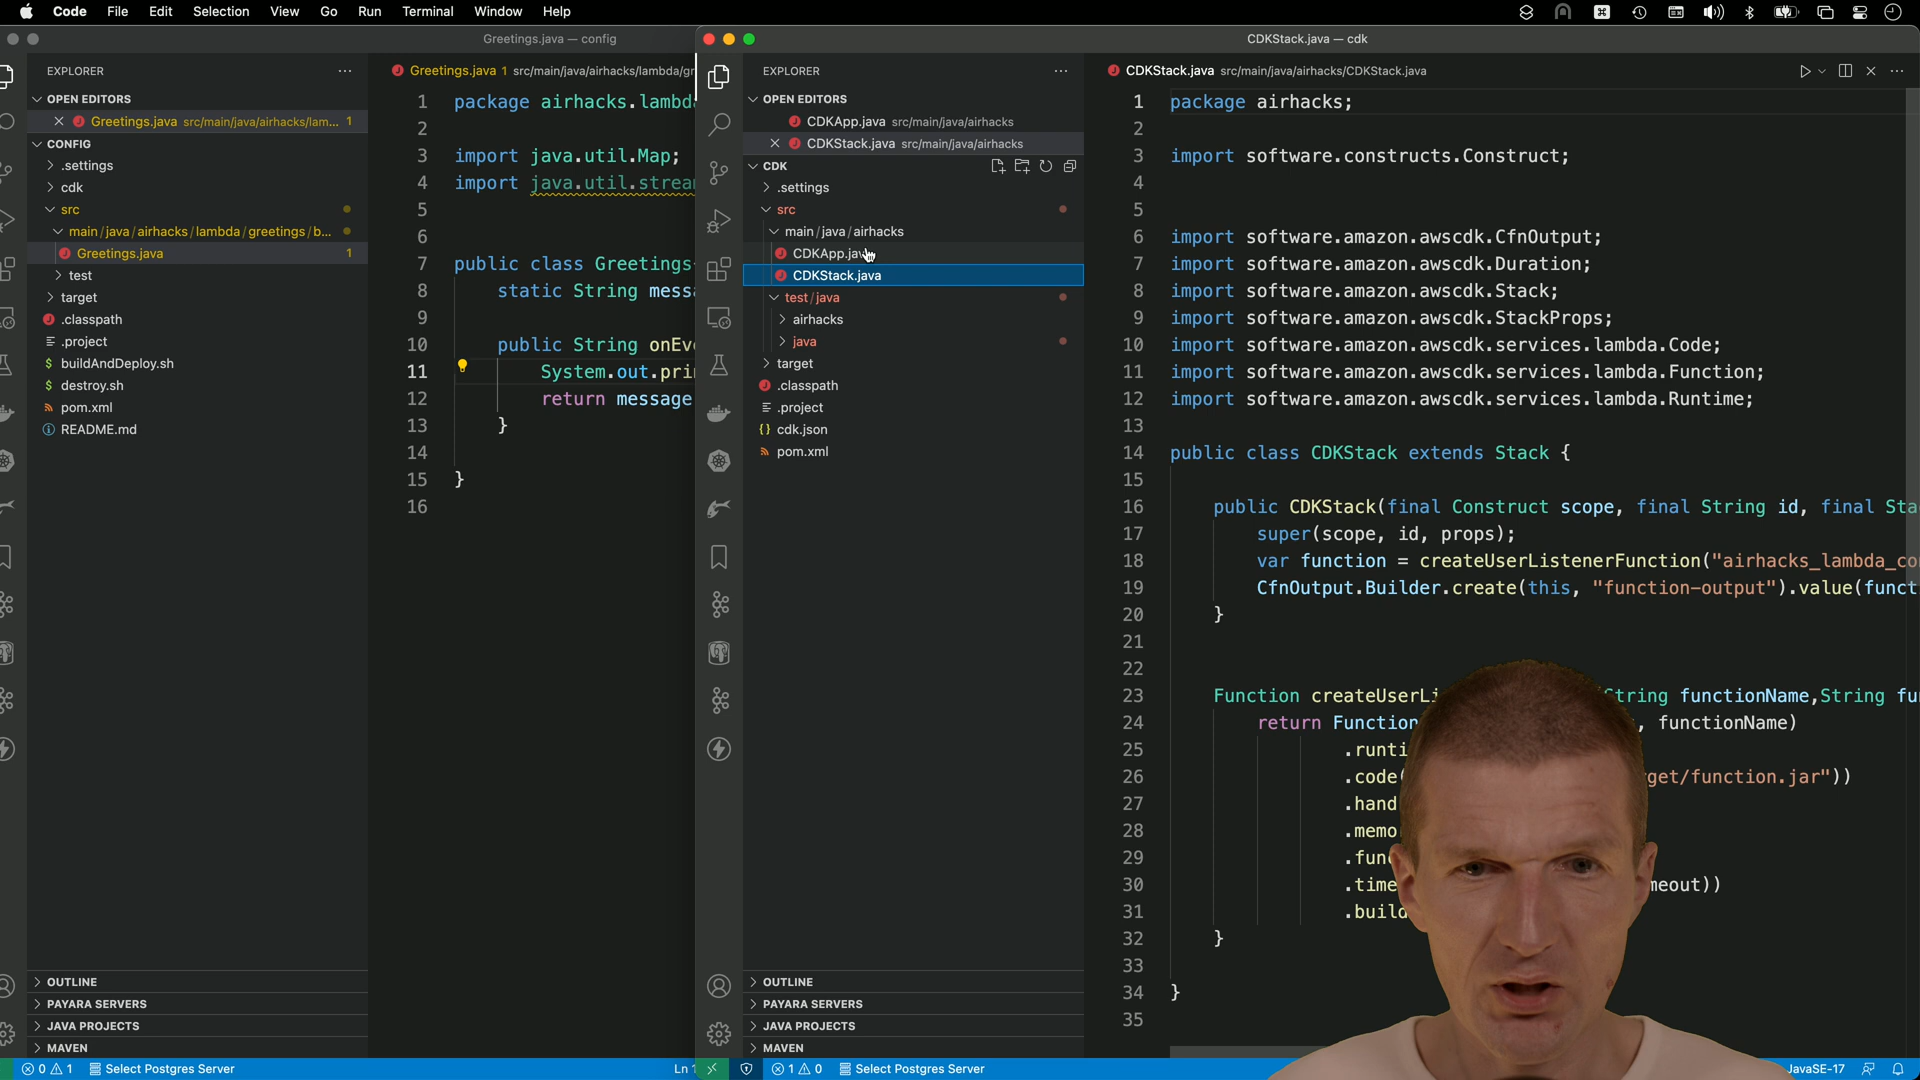 Code File Edit Selection View Go Run Terminal Window Help
Greetings.java — config
EXPLORER
OPEN EDITORS
Greetings.java src/main/java/airhacks/lam... 1
CONFIG
.settings
cdk
src
main/java/airhacks/lambda/greetings/b...
Greetings.java 1
test
target
.classpath
.project
buildAndDeploy.sh
destroy.sh
pom.xml
README.md
OUTLINE
PAYARA SERVERS
JAVA PROJECTS
MAVEN
0 1 Select Postgres Server Ln 1
Greetings.java 1 src/main/java/airhacks/lambda/gr
1 package airhacks.lambda
2
3 import java.util.Map;
4 import java.util.strea
5
6
7 public class Greetings
8 static String mess
9
10 public String onEv
11 System.out.pri
12 return message
13 }
14
15 }
16
CDKStack.java — cdk
EXPLORER
OPEN EDITORS
CDKApp.java src/main/java/airhacks
CDKStack.java src/main/java/airhacks
CDK
.settings
src
main/java/airhacks
CDKApp.java
CDKStack.java
test/java
airhacks
java
target
.classpath
.project
cdk.json
pom.xml
OUTLINE
PAYARA SERVERS
JAVA PROJECTS
MAVEN
1 0 Select Postgres Server
CDKStack.java src/main/java/airhacks/CDKStack.java
1 package airhacks;
2
3 import software.constructs.Construct;
4
5
6 import software.amazon.awscdk.CfnOutput;
7 import software.amazon.awscdk.Duration;
8 import software.amazon.awscdk.Stack;
9 import software.amazon.awscdk.StackProps;
10 import software.amazon.awscdk.services.lambda.Code;
11 import software.amazon.awscdk.services.lambda.Function;
12 import software.amazon.awscdk.services.lambda.Runtime;
13
14 public class CDKStack extends Stack {
15
16 public CDKStack(final Construct scope, final String id, final Sta
17 super(scope, id, props);
18 var function = createUserListenerFunction("airhacks_lambda_co
19 CfnOutput.Builder.create(this, "function-output").value(funct
20 }
21
22
23 Function createUserLi String functionName,String fu
24 return Function , functionName)
25 .runti
26 .code( get/function.jar"))
27 .hand
28 .memo
29 .func
30 .time meout))
31 .build
32 }
33
34 }
35
JavaSE-17